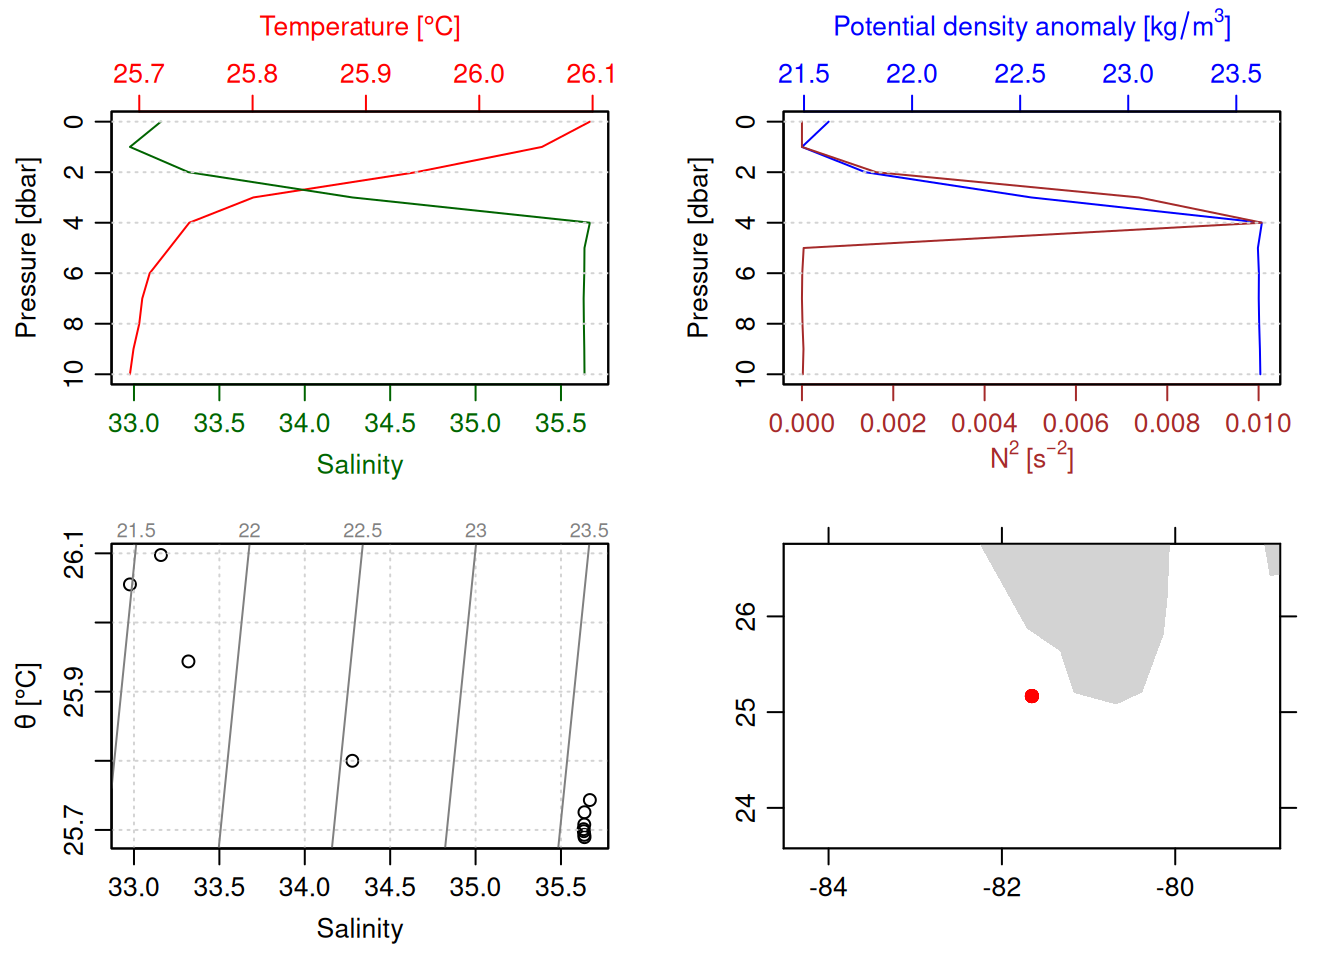 Temperature [°C]
25.7 25.8 25.9 26.0 26.1
Pressure [dbar]
0
2
4
6
8
10
33.0 33.5 34.0 34.5 35.0 35.5
Salinity
Potential density anomaly [kg/m³]
21.5 22.0 22.5 23.0 23.5
Pressure [dbar]
0
2
4
6
8
10
0.000 0.002 0.004 0.006 0.008 0.010
N² [s⁻²]
21.5 22 22.5 23 23.5
θ [°C]
26.1
25.9
25.7
33.0 33.5 34.0 34.5 35.0 35.5
Salinity
26
25
24
-84 -82 -80